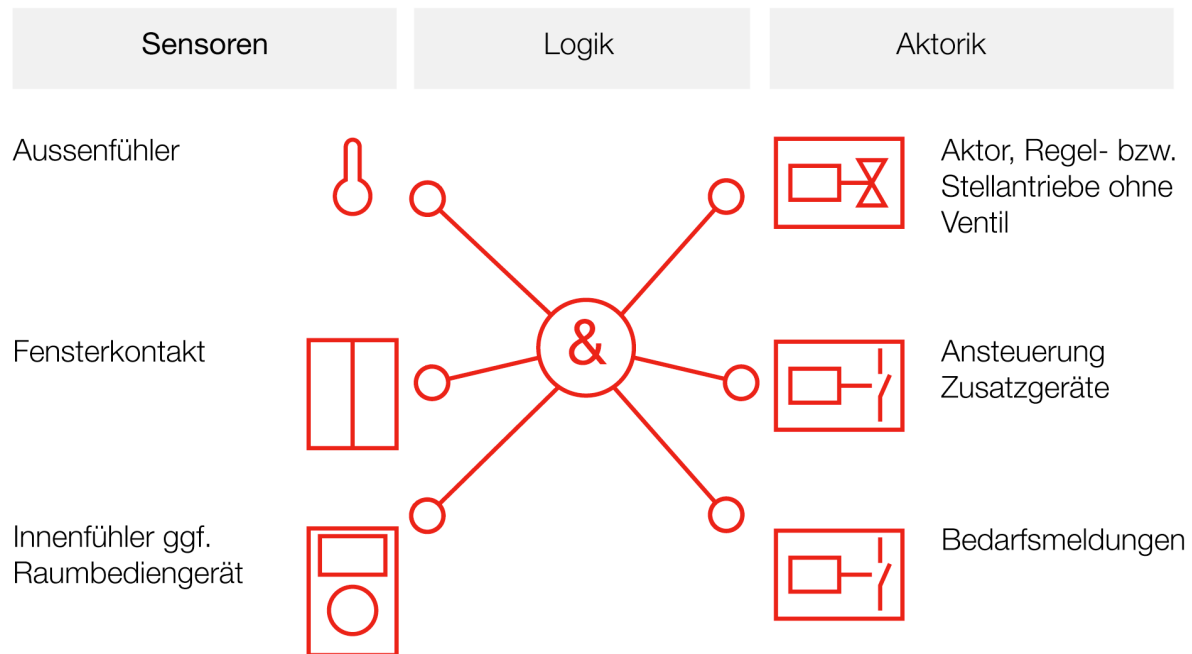 Sensoren
Logik
Aktorik
Aussenfühler
Aktor, Regel- bzw.
Stellantriebe ohne
Ventil
&
Fensterkontakt
Ansteuerung
Zusatzgeräte
Innenfühler ggf.
Raumbediengerät
Bedarfsmeldungen